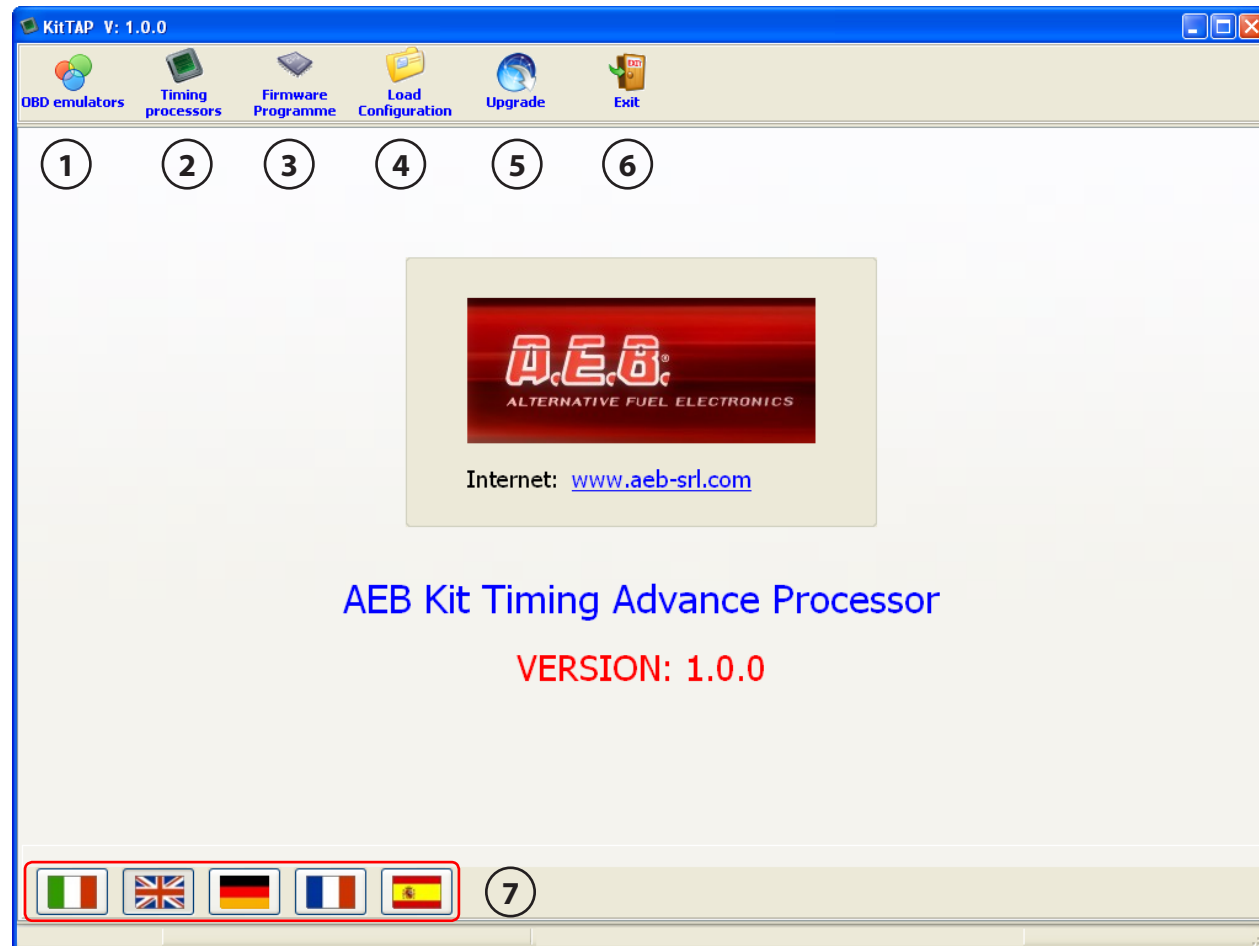 KitTAP V: 1.0.0
OBD emulators
Timing processors
Firmware Programme
Load Configuration
Upgrade
EXIT
Exit
1 2 3 4 5 6
A.E.B.®
ALTERNATIVE FUEL ELECTRONICS
Internet: www.aeb-srl.com
AEB Kit Timing Advance Processor
VERSION: 1.0.0
7